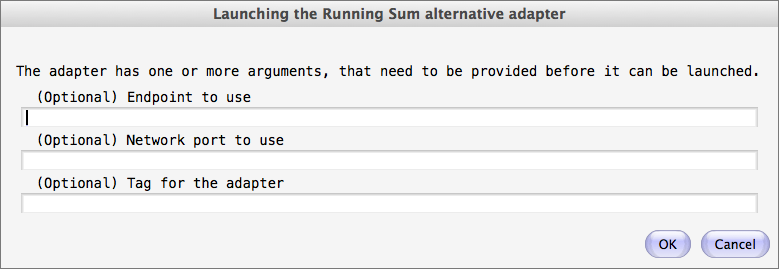 Launching the Running Sum alternative adapter
The adapter has one or more arguments, that need to be provided before it can be launched.
(Optional) Endpoint to use
(Optional) Network port to use
(Optional) Tag for the adapter
OK Cancel